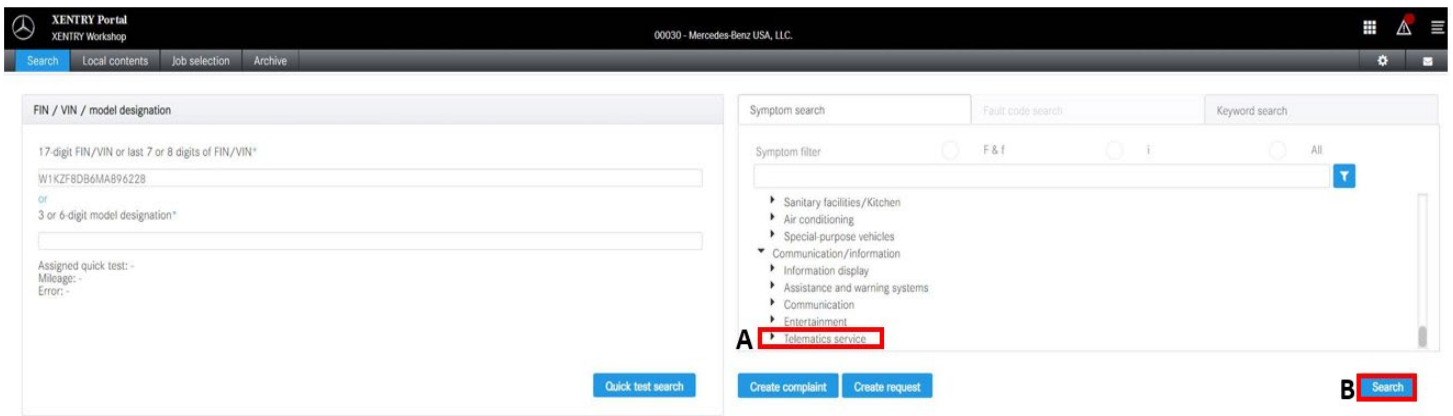 XENTRY Portal
XENTRY Workshop
00030 - Mercedes-Benz USA, LLC.
Search Local contents Job selection Archive
FIN / VIN / model designation
17-digit FIN/VIN or last 7 or 8 digits of FIN/VIN*
W1KZF8DB6MA896228
or
3 or 6-digit model designation*
Assigned quick test: -
Mileage: -
Error: -
Quick test search
Symptom search Fault code search Keyword search
Symptom filter F & f i All
Sanitary facilities/Kitchen
Air conditioning
Special-purpose vehicles
Communication/information
Information display
Assistance and warning systems
Communication
Entertainment
A Telematics service
Create complaint Create request B Search